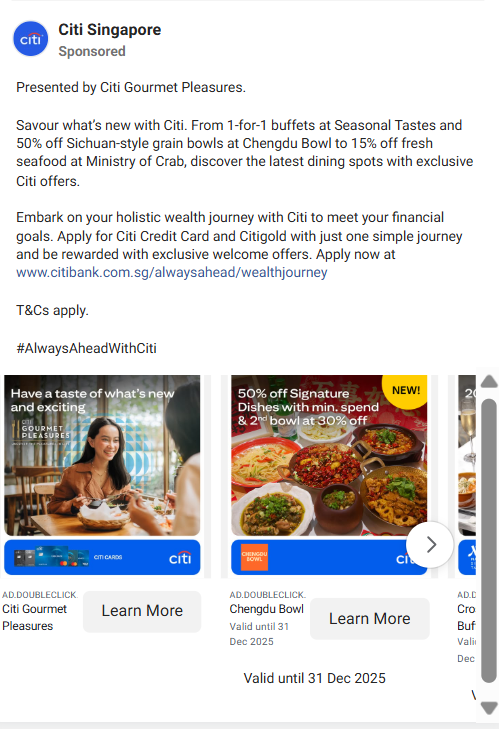 Citi Singapore
Sponsored
Presented by Citi Gourmet Pleasures.
Savour what's new with Citi. From 1-for-1 buffets at Seasonal Tastes and
50% off Sichuan-style grain bowls at Chengdu Bowl to 15% off fresh
seafood at Ministry of Crab, discover the latest dining spots with exclusive
Citi offers.
Embark on your holistic wealth journey with Citi to meet your financial
goals. Apply for Citi Credit Card and Citigold with just one simple journey
and be rewarded with exclusive welcome offers. Apply now at
www.citibank.com.sg/alwaysahead/wealthjourney
T&Cs apply.
#AlwaysAheadWithCiti
Have a taste of what's new
and exciting
citi
GOURMET
PLEASURES
CITI CARDS
citi
AD.DOUBLECLICK.
Citi Gourmet
Pleasures
Learn More
50% off Signature
Dishes with min. spend
& 2nd bowl at 30% off
NEW!
CHENGDU
BOWL
citi
AD.DOUBLECLICK.
Chengdu Bowl
Valid until 31
Dec 2025
Learn More
Valid until 31 Dec 2025
20
AD.D
Cro
Buf
Vali
Dec